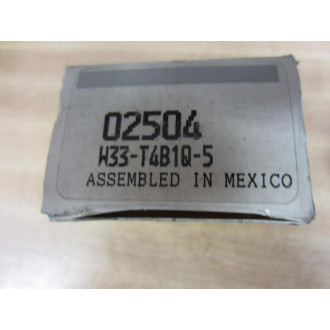 02504
W33-T4B1Q-5
ASSEMBLED IN MEXICO